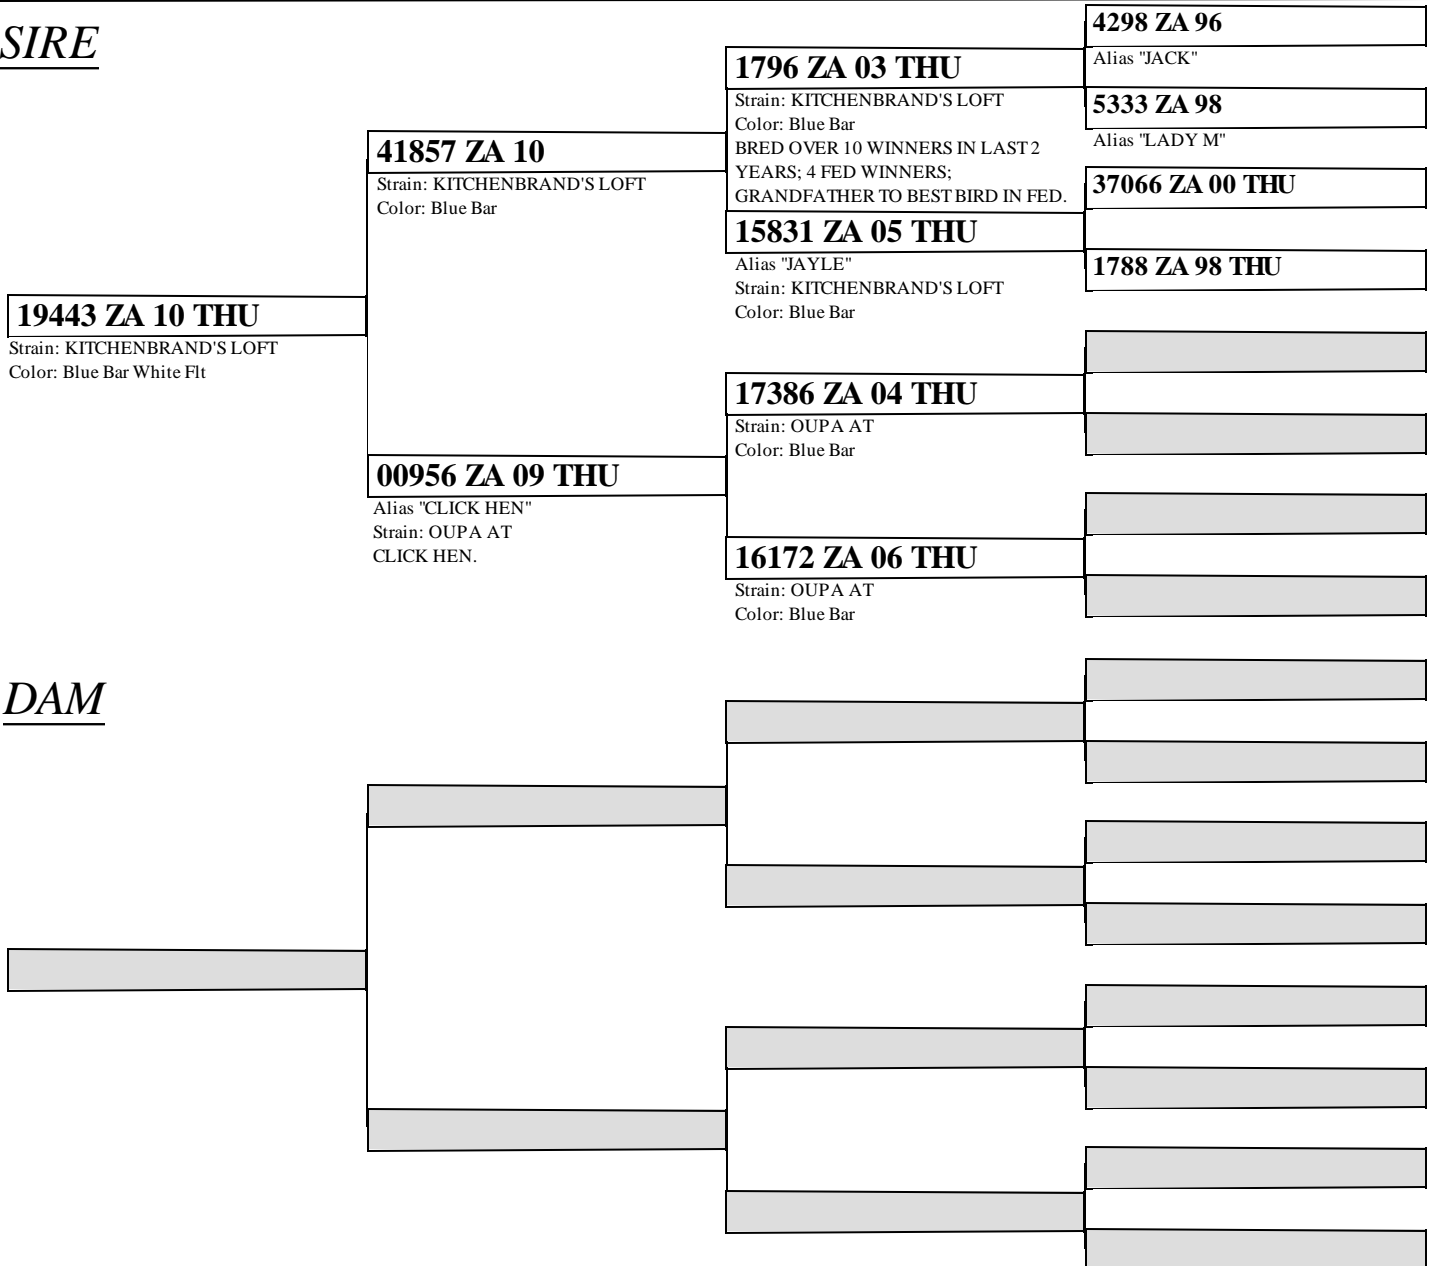 SIRE
19443 ZA 10 THU
Strain: KITCHENBRAND'S LOFT
Color: Blue Bar White Flt
41857 ZA 10
Strain: KITCHENBRAND'S LOFT
Color: Blue Bar
00956 ZA 09 THU
Alias "CLICK HEN"
Strain: OUPA AT
CLICK HEN.
1796 ZA 03 THU
Strain: KITCHENBRAND'S LOFT
Color: Blue Bar
BRED OVER 10 WINNERS IN LAST 2
YEARS; 4 FED WINNERS;
GRANDFATHER TO BEST BIRD IN FED.
15831 ZA 05 THU
Alias "JAYLE"
Strain: KITCHENBRAND'S LOFT
Color: Blue Bar
17386 ZA 04 THU
Strain: OUPA AT
Color: Blue Bar
16172 ZA 06 THU
Strain: OUPA AT
Color: Blue Bar
4298 ZA 96
Alias "JACK"
5333 ZA 98
Alias "LADY M"
37066 ZA 00 THU
1788 ZA 98 THU
DAM